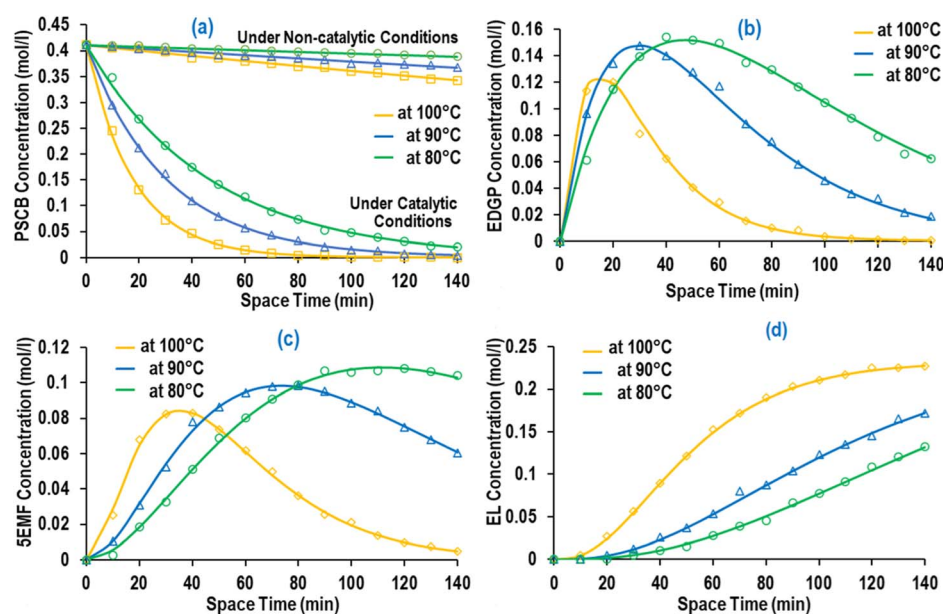 (a)
Under Non-catalytic Conditions
at 100°C
at 90°C
at 80°C
Under Catalytic
Conditions
PSCB Concentration (mol/l)
0.45
0.4
0.35
0.3
0.25
0.2
0.15
0.1
0.05
0
0 20 40 60 80 100 120 140
Space Time (min)
(b)
at 100°C
at 90°C
at 80°C
EDGP Concentration (mol/l)
0.16
0.14
0.12
0.1
0.08
0.06
0.04
0.02
0
0 20 40 60 80 100 120 140
Space Time (min)
(c)
at 100°C
at 90°C
at 80°C
5EMF Concentration (mol/l)
0.12
0.1
0.08
0.06
0.04
0.02
0
0 20 40 60 80 100 120 140
Space Time (min)
(d)
at 100°C
at 90°C
at 80°C
EL Concentration (mol/l)
0.25
0.2
0.15
0.1
0.05
0
0 20 40 60 80 100 120 140
Space Time (min)